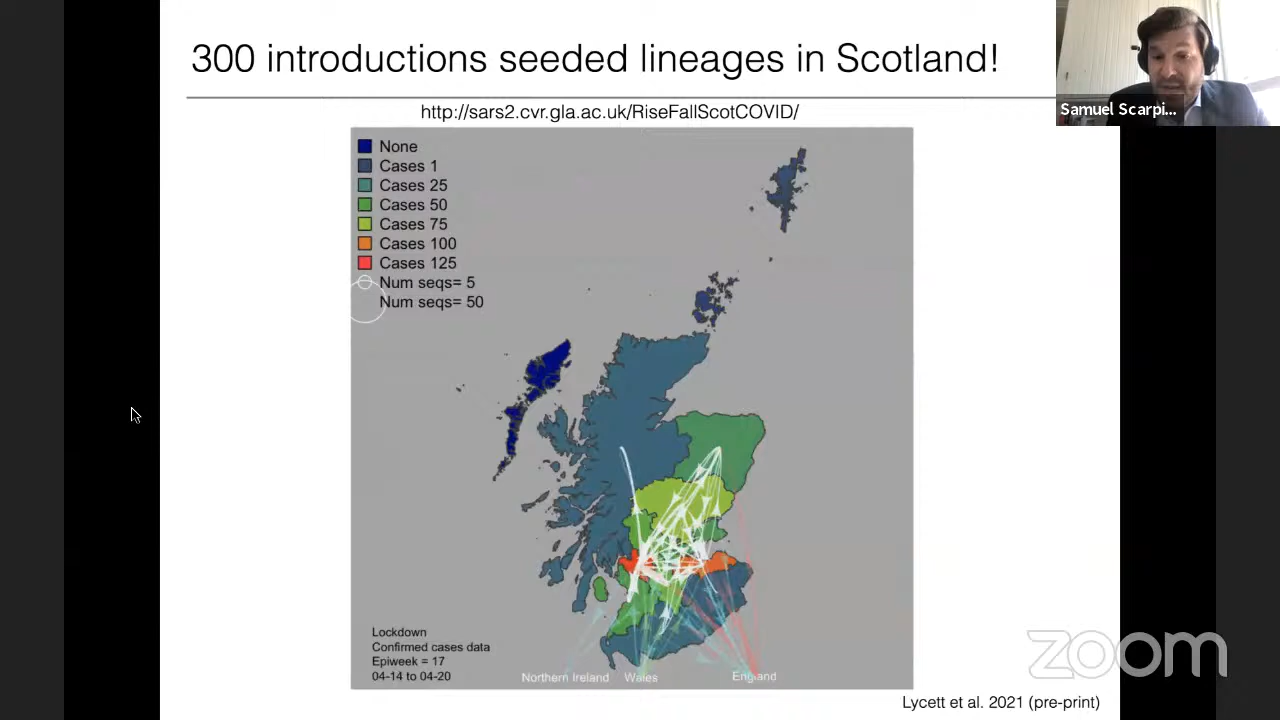 300 introductions seeded lineages in Scotland!
http://sars2.cvr.gla.ac.uk/RiseFallScotCOVID/
Samuel Scarpi...
None
Cases 1
Cases 25
Cases 50
Cases 75
Cases 100
Cases 125
Num seqs= 5
Num seqs= 50
Lockdown
Confirmed cases data
Epiweek = 17
04-14 to 04-20
Northern Ireland Wales England
zoom
Lycett et al. 2021 (pre-print)